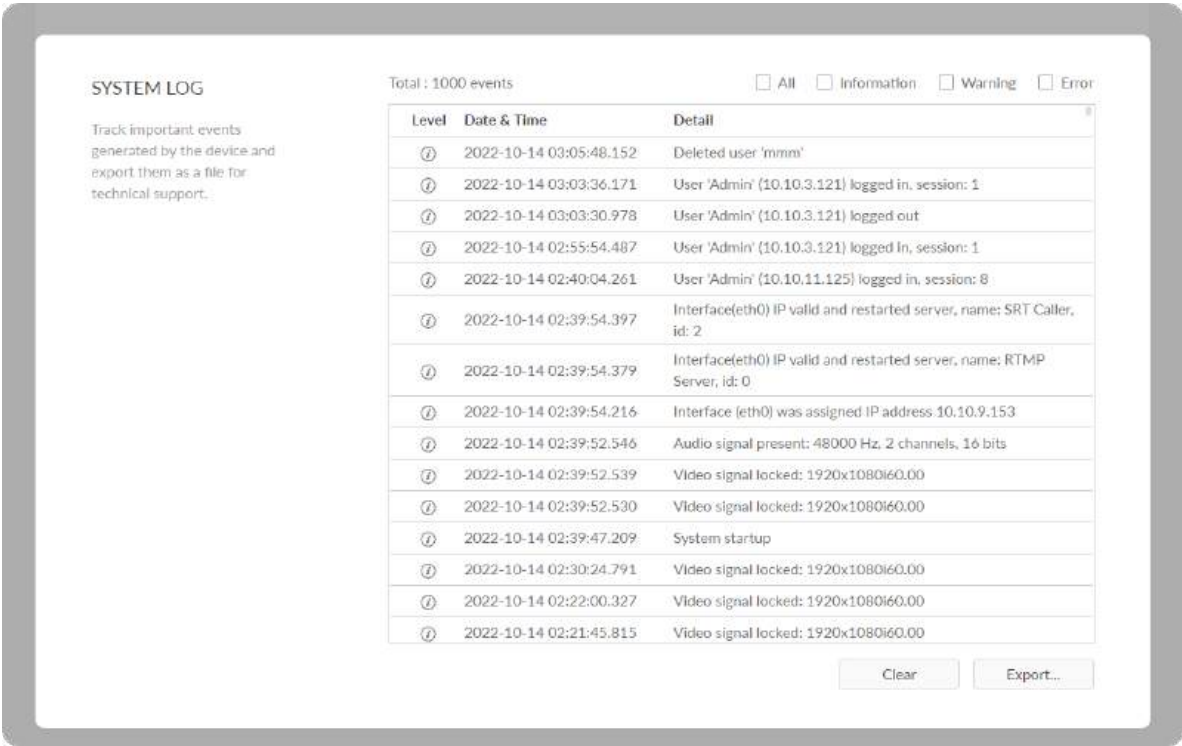 SYSTEM LOG
Track important events
generated by the device and
export them as a file for
technical support.
Total : 1000 events
All Information Warning Error
Level Date & Time Detail
2022-10-14 03:05:48.152 Deleted user 'mmm'
2022-10-14 03:03:36.171 User 'Admin' (10.10.3.121) logged in, session: 1
2022-10-14 03:03:30.978 User 'Admin' (10.10.3.121) logged out
2022-10-14 02:55:54.487 User 'Admin' (10.10.3.121) logged in, session: 1
2022-10-14 02:40:04.261 User 'Admin' (10.10.11.125) logged in, session: 8
2022-10-14 02:39:54.397 Interface(eth0) IP valid and restarted server, name: SRT Caller,
id: 2
2022-10-14 02:39:54.379 Interface(eth0) IP valid and restarted server, name: RTMP
Server, id: 0
2022-10-14 02:39:54.216 Interface (eth0) was assigned IP address 10.10.9.153
2022-10-14 02:39:52.546 Audio signal present: 48000 Hz, 2 channels, 16 bits
2022-10-14 02:39:52.539 Video signal locked: 1920x1080i60.00
2022-10-14 02:39:52.530 Video signal locked: 1920x1080i60.00
2022-10-14 02:39:47.209 System startup
2022-10-14 02:30:24.791 Video signal locked: 1920x1080i60.00
2022-10-14 02:22:00.327 Video signal locked: 1920x1080i60.00
2022-10-14 02:21:45.815 Video signal locked: 1920x1080i60.00
Clear Export...